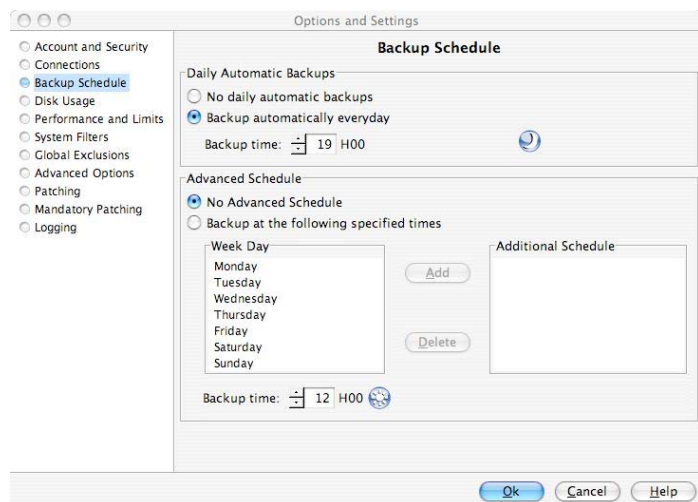 Options and Settings
Account and Security
Connections
Backup Schedule
Disk Usage
Performance and Limits
System Filters
Global Exclusions
Advanced Options
Patching
Mandatory Patching
Logging
Backup Schedule
Daily Automatic Backups
No daily automatic backups
Backup automatically everyday
Backup time: 19 H00
Advanced Schedule
No Advanced Schedule
Backup at the following specified times
Week Day
Monday
Tuesday
Wednesday
Thursday
Friday
Saturday
Sunday
Add
Delete
Additional Schedule
Backup time: 12 H00
Ok Cancel Help